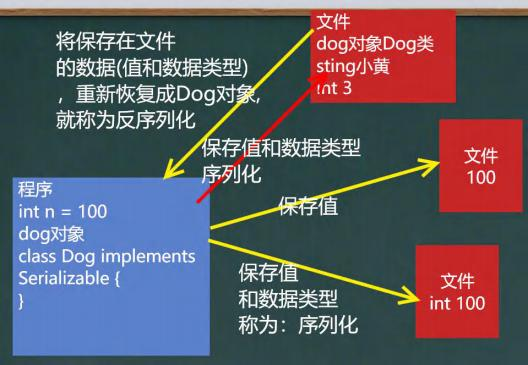 将保存在文件
的数据(值和数据类型)
，重新恢复成Dog对象,
就称为反序列化
文件
dog对象Dog类
sting小黄
int 3
保存值和数据类型
序列化
文件
100
保存值
程序
int n = 100
dog对象
class Dog implements
Serializable {
}
保存值
和数据类型
称为：序列化
文件
int 100